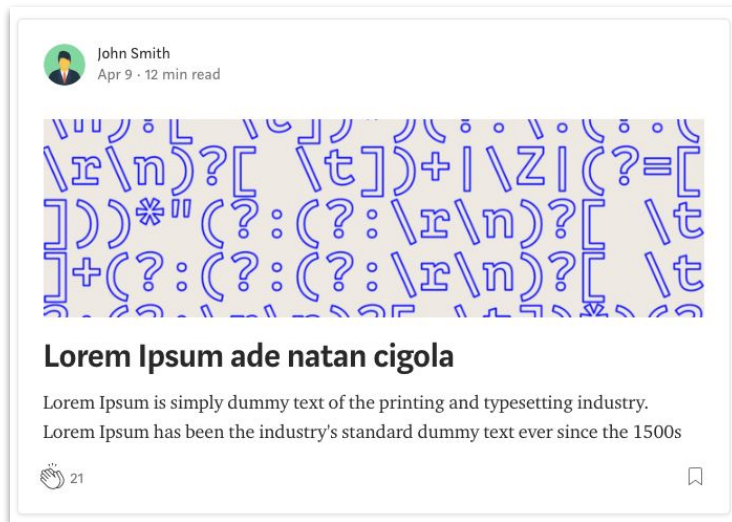 John Smith
Apr 9 · 12 min read
\r\n)?[ \t])+|\Z|(?=[
]))*"(?:(?:\r\n)?[ \t
]+(?:(?:(?:\r\n)?[ \t
Lorem Ipsum ade natan cigola
Lorem Ipsum is simply dummy text of the printing and typesetting industry.
Lorem Ipsum has been the industry's standard dummy text ever since the 1500s
21